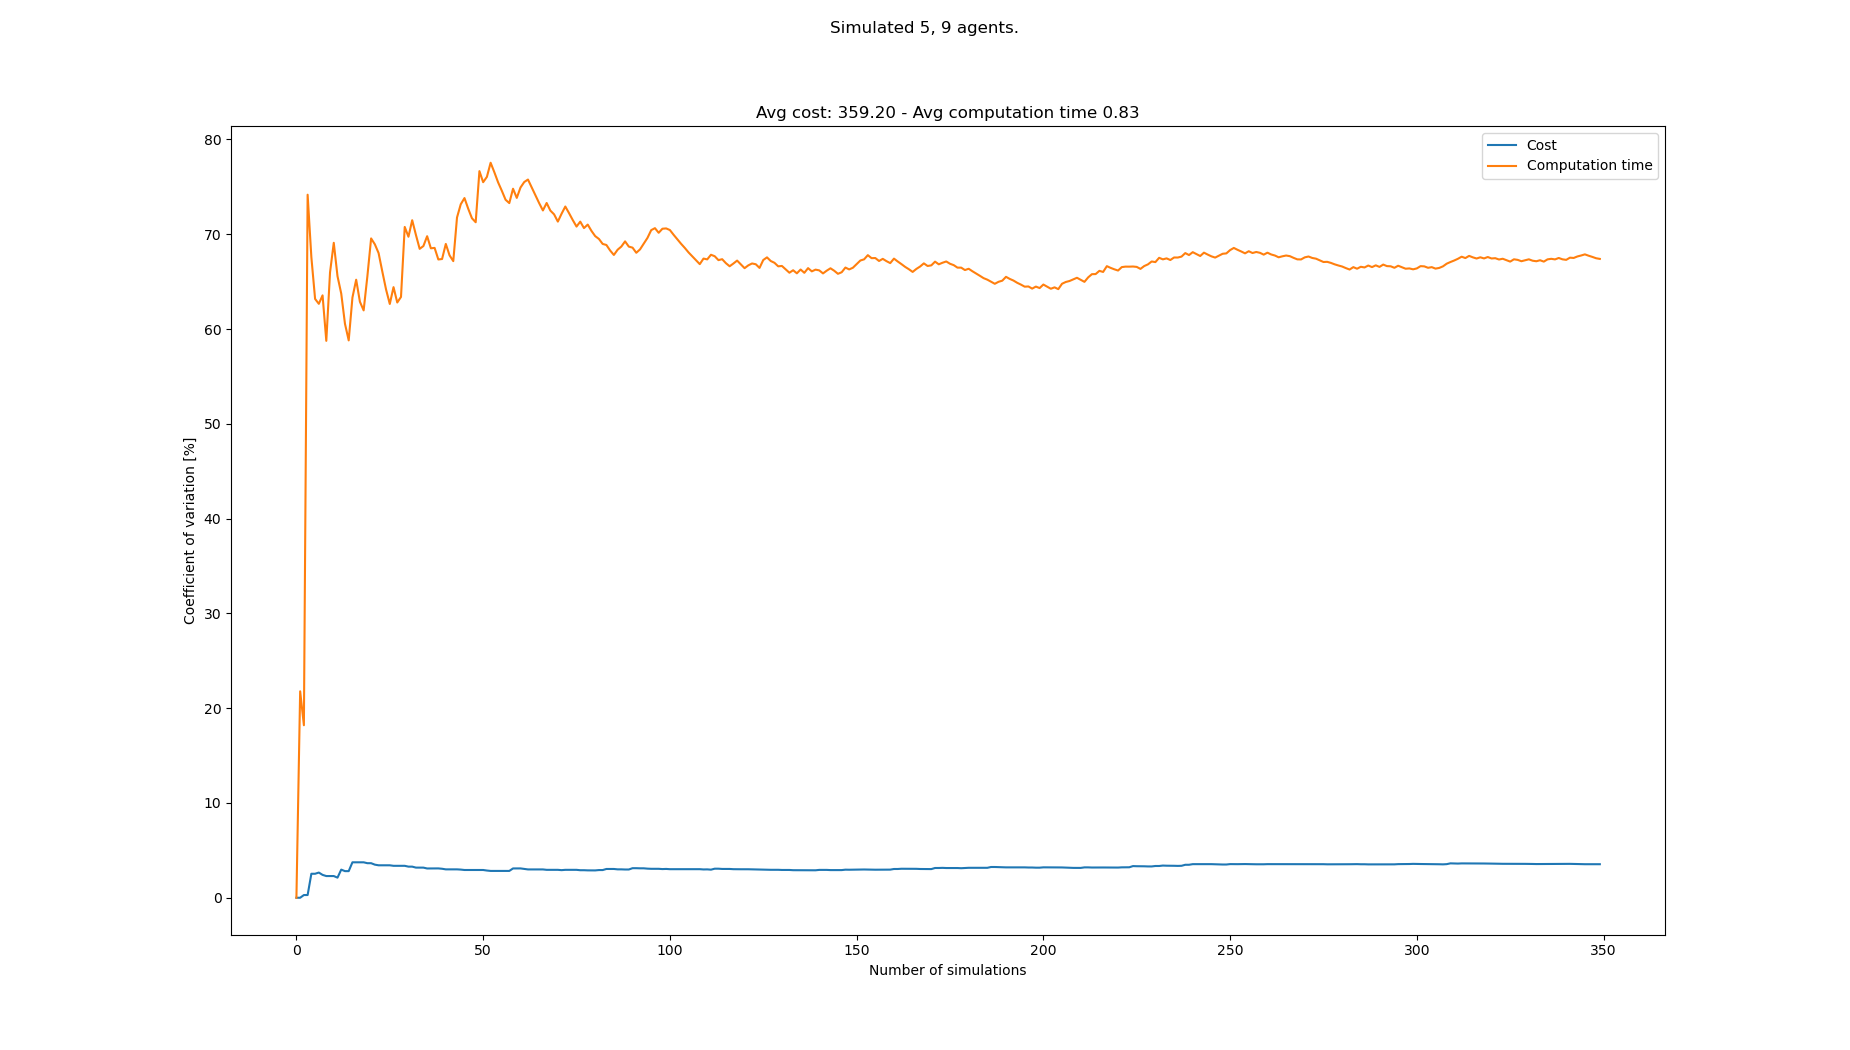 Simulated 5, 9 agents.
Avg cost: 359.20 - Avg computation time 0.83
Cost
Computation time
80
70
60
50
40
30
20
10
0
Coefficient of variation [%]
0 50 100 150 200 250 300 350
Number of simulations